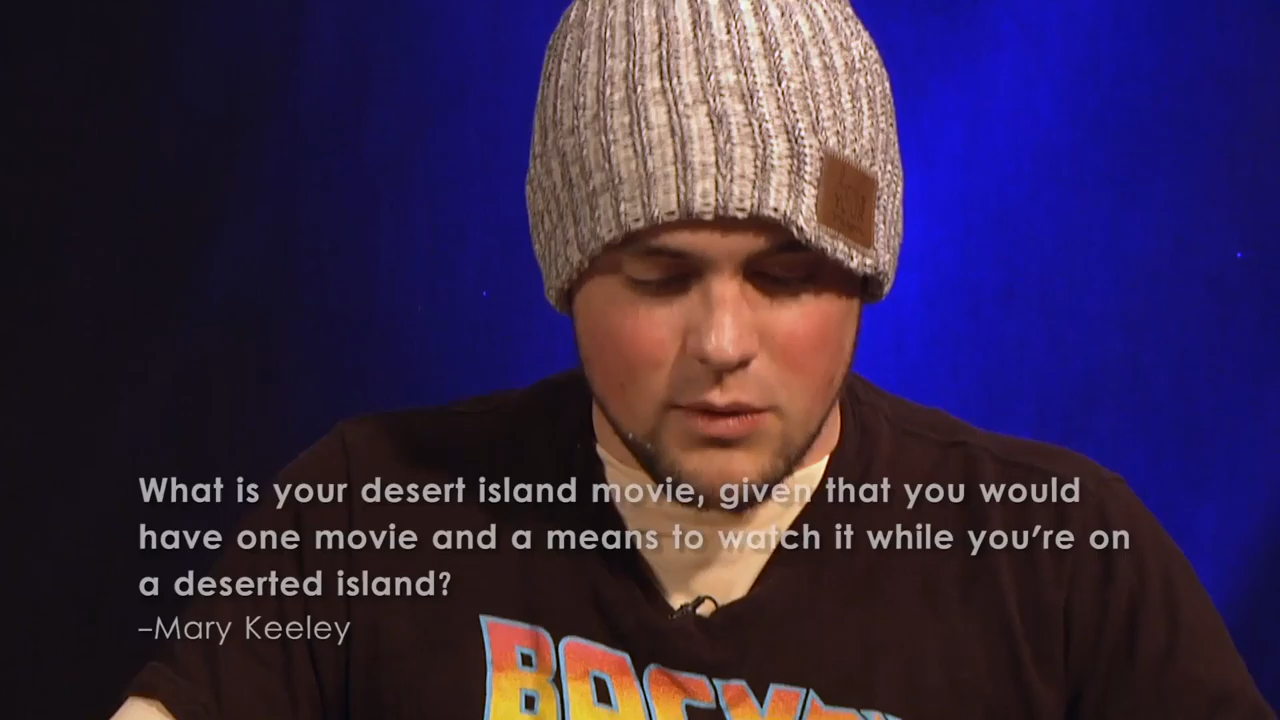 What is your desert island movie, given that you would
have one movie and a means to watch it while you're on
a deserted island?
–Mary Keeley
BACK